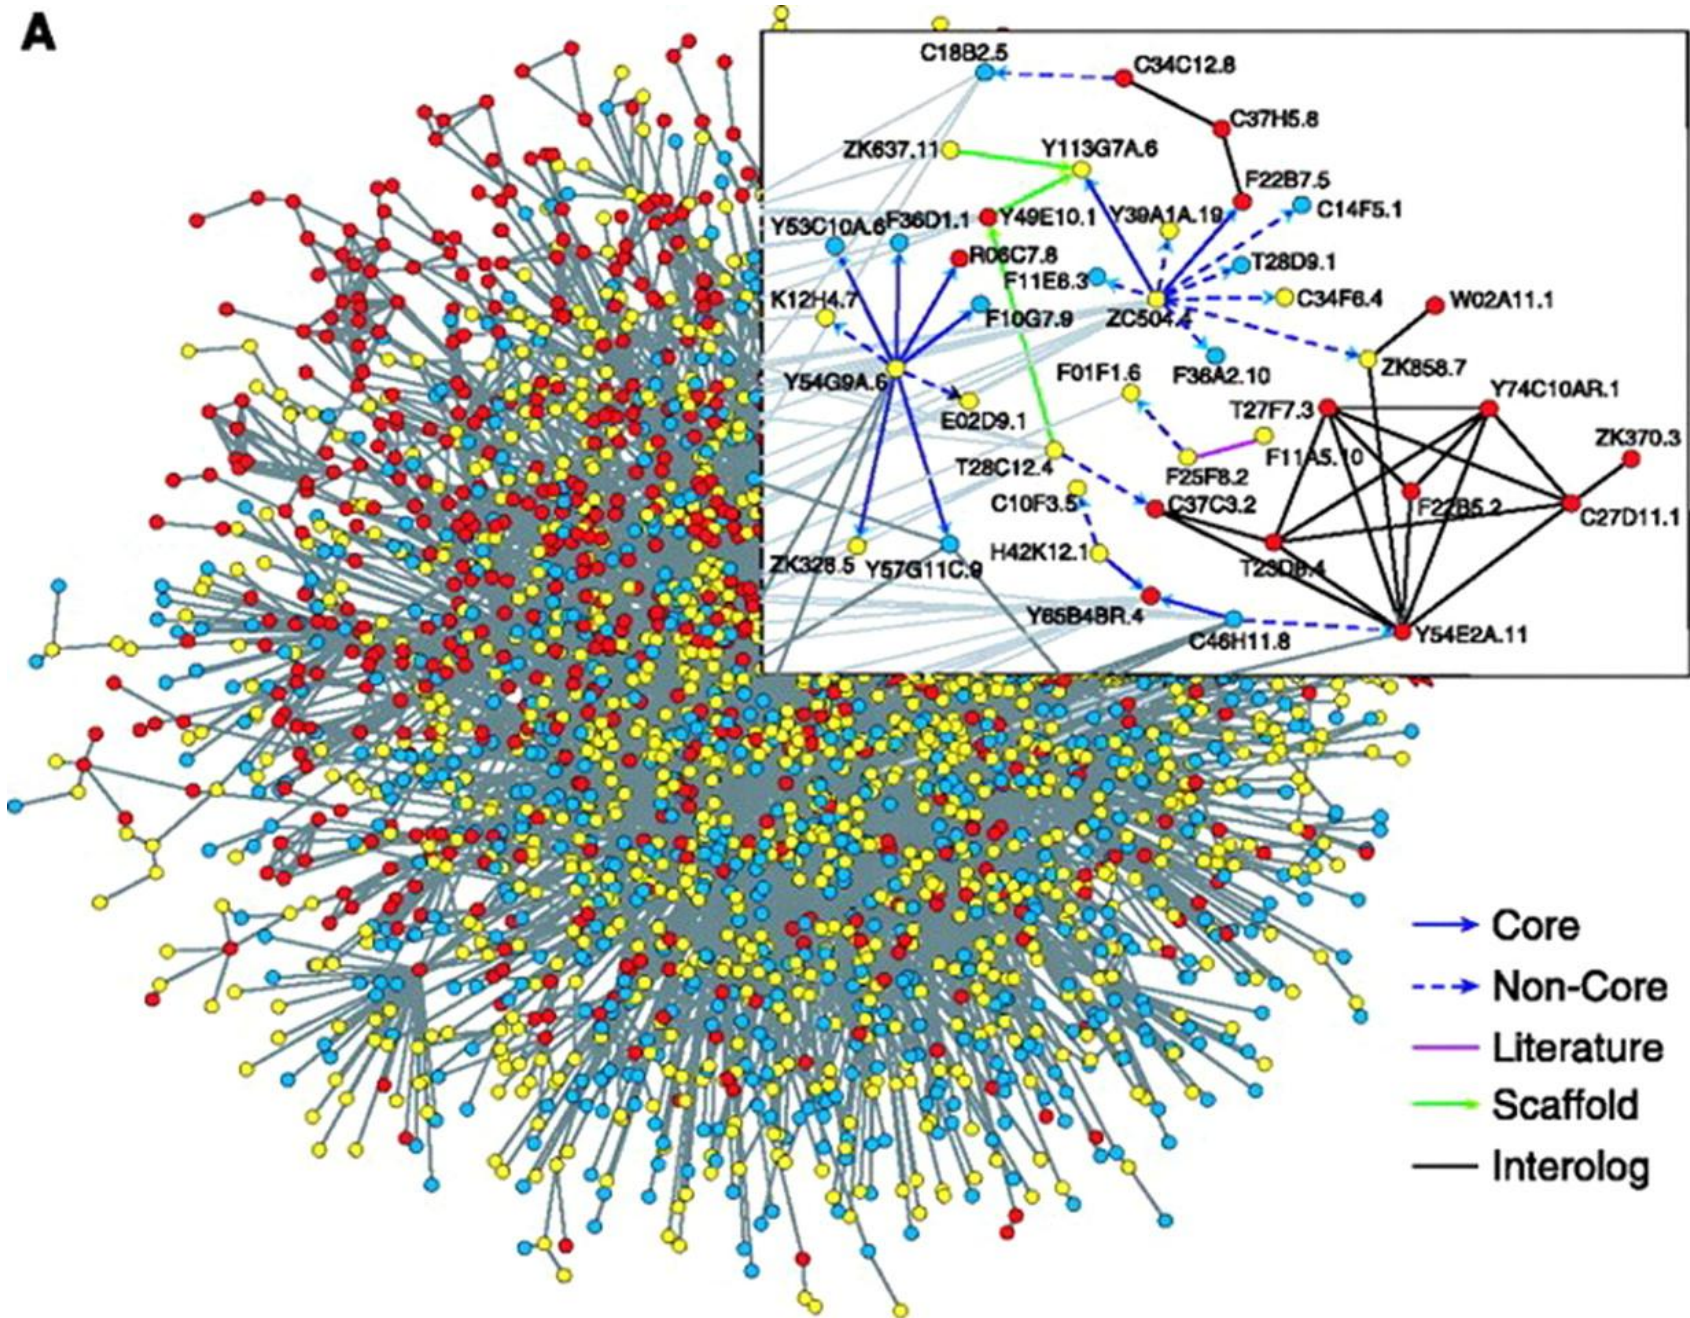 A
C18B2.5
C34C12.8
C37H5.8
ZK637.11
Y113G7A.6
F22B7.5
C14F5.1
Y53C10A.6
F36D1.1
Y49E10.1
Y39A1A.19
R06C7.8
F11E8.3
T28D9.1
K12H4.7
F10G7.9
ZC504.4
C34F6.4
W02A11.1
Y54G9A.6
F01F1.6
F36A2.10
ZK858.7
E02D9.1
T27F7.3
Y74C10AR.1
T28C12.4
F11A5.10
ZK370.3
F25F8.2
C10F3.5
C37C3.2
F22B5.2
C27D11.1
ZK328.5
Y57G11C.9
H42K12.1
T23D8.4
Y65B4BR.4
C46H11.8
Y54E2A.11
Core
Non-Core
Literature
Scaffold
Interolog